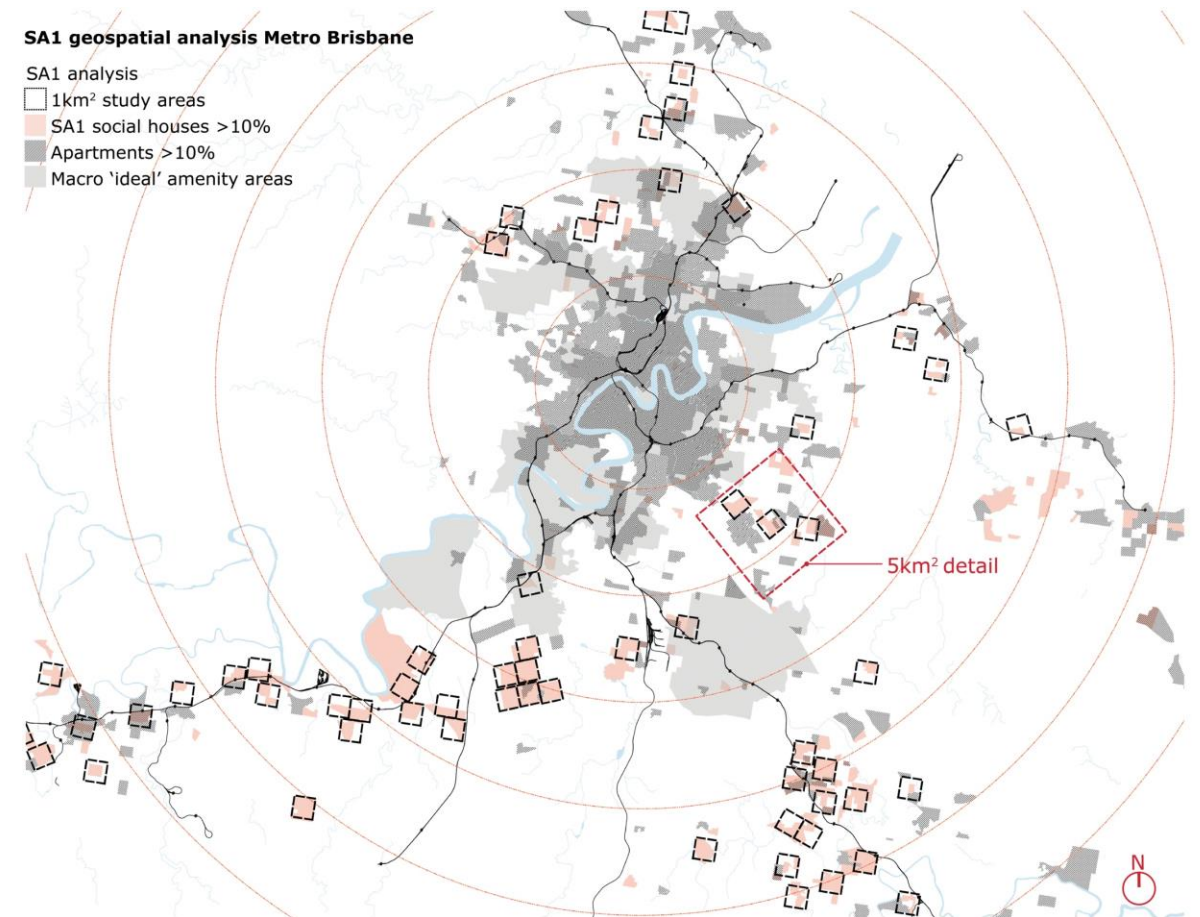 SA1 geospatial analysis Metro Brisbane
SA1 analysis
1km² study areas
SA1 social houses >10%
Apartments >10%
Macro ‘ideal’ amenity areas
5km² detail
N